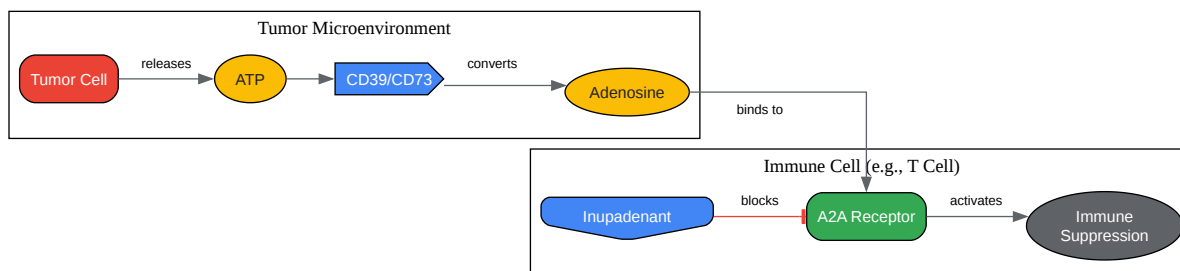 Tumor Microenvironment
Tumor Cell
releases
ATP
CD39/CD73
converts
Adenosine
binds to
Immune Cell (e.g., T Cell)
Inupadenant
blocks
A2A Receptor
activates
Immune
Suppression